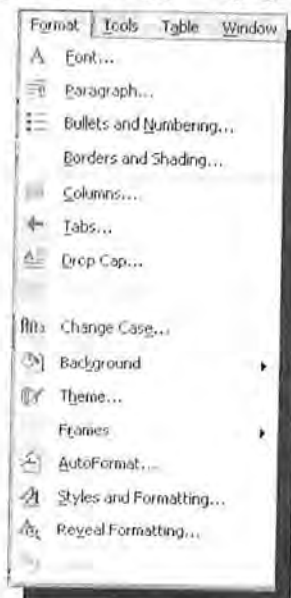 Format Tools Table Window
Font...
Paragraph...
Bullets and Numbering...
Borders and Shading...
Columns...
Tabs...
Drop Cap...
Change Case...
Background
Theme...
Frames
AutoFormat...
Styles and Formatting...
Reveal Formatting...